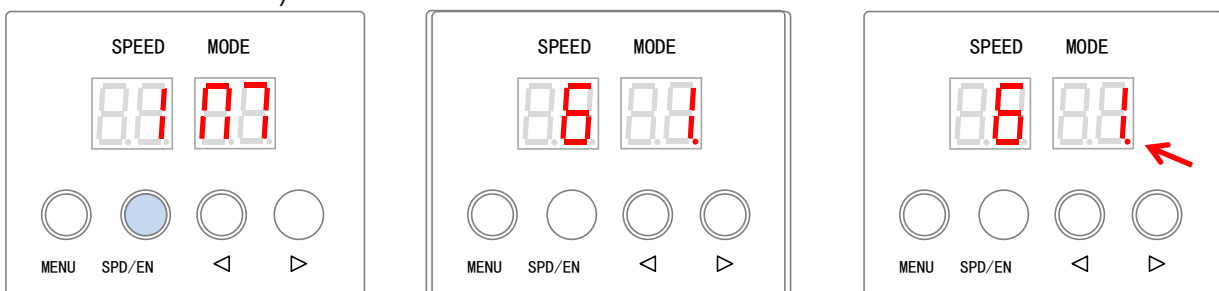 )
SPEED MODE
1
MENU SPD/EN ◁ ▷
SPEED MODE
6 1.
MENU SPD/EN ◁ ▷
SPEED MODE
6 1.
MENU SPD/EN ◁ ▷